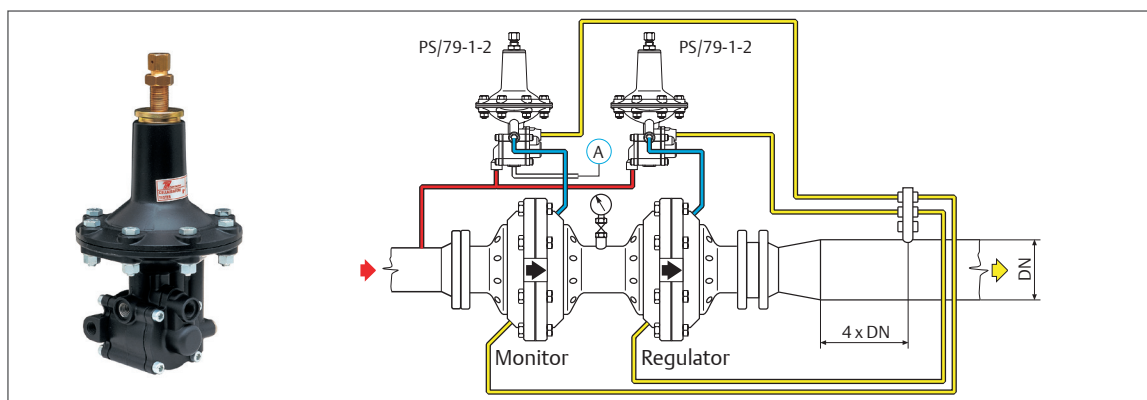 PS/79-1-2
PS/79-1-2
A
Monitor
Regulator
4 x DN
DN